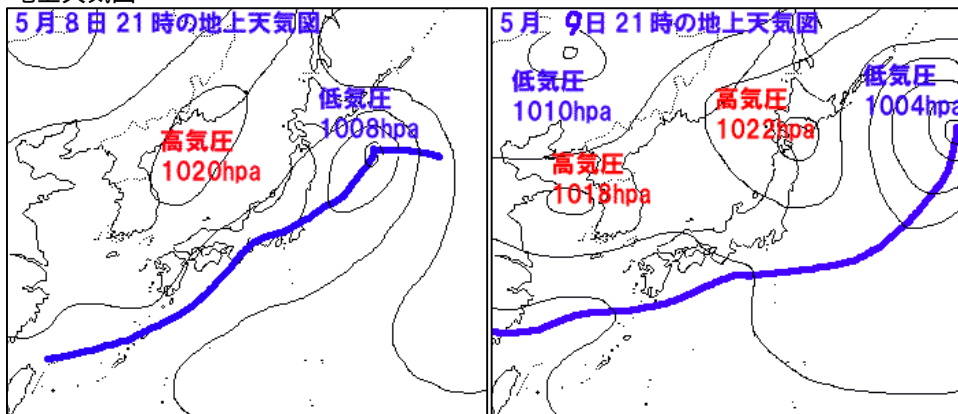 5月8日21時の地上天気図
低気圧
1008hpa
高気圧
1020hpa
5月 9日21時の地上天気図
低気圧
1010hpa
高気圧
1022hpa
低気圧
1004hpa
高気圧
1018hpa